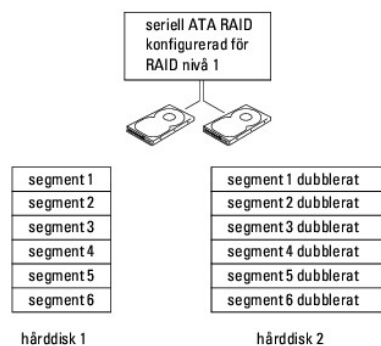 seriell ATA RAID
konfigurerad för
RAID nivå 1
segment 1
segment 2
segment 3
segment 4
segment 5
segment 6
hårddisk 1
segment 1 dubblerat
segment 2 dubblerat
segment 3 dubblerat
segment 4 dubblerat
segment 5 dubblerat
segment 6 dubblerat
hårddisk 2